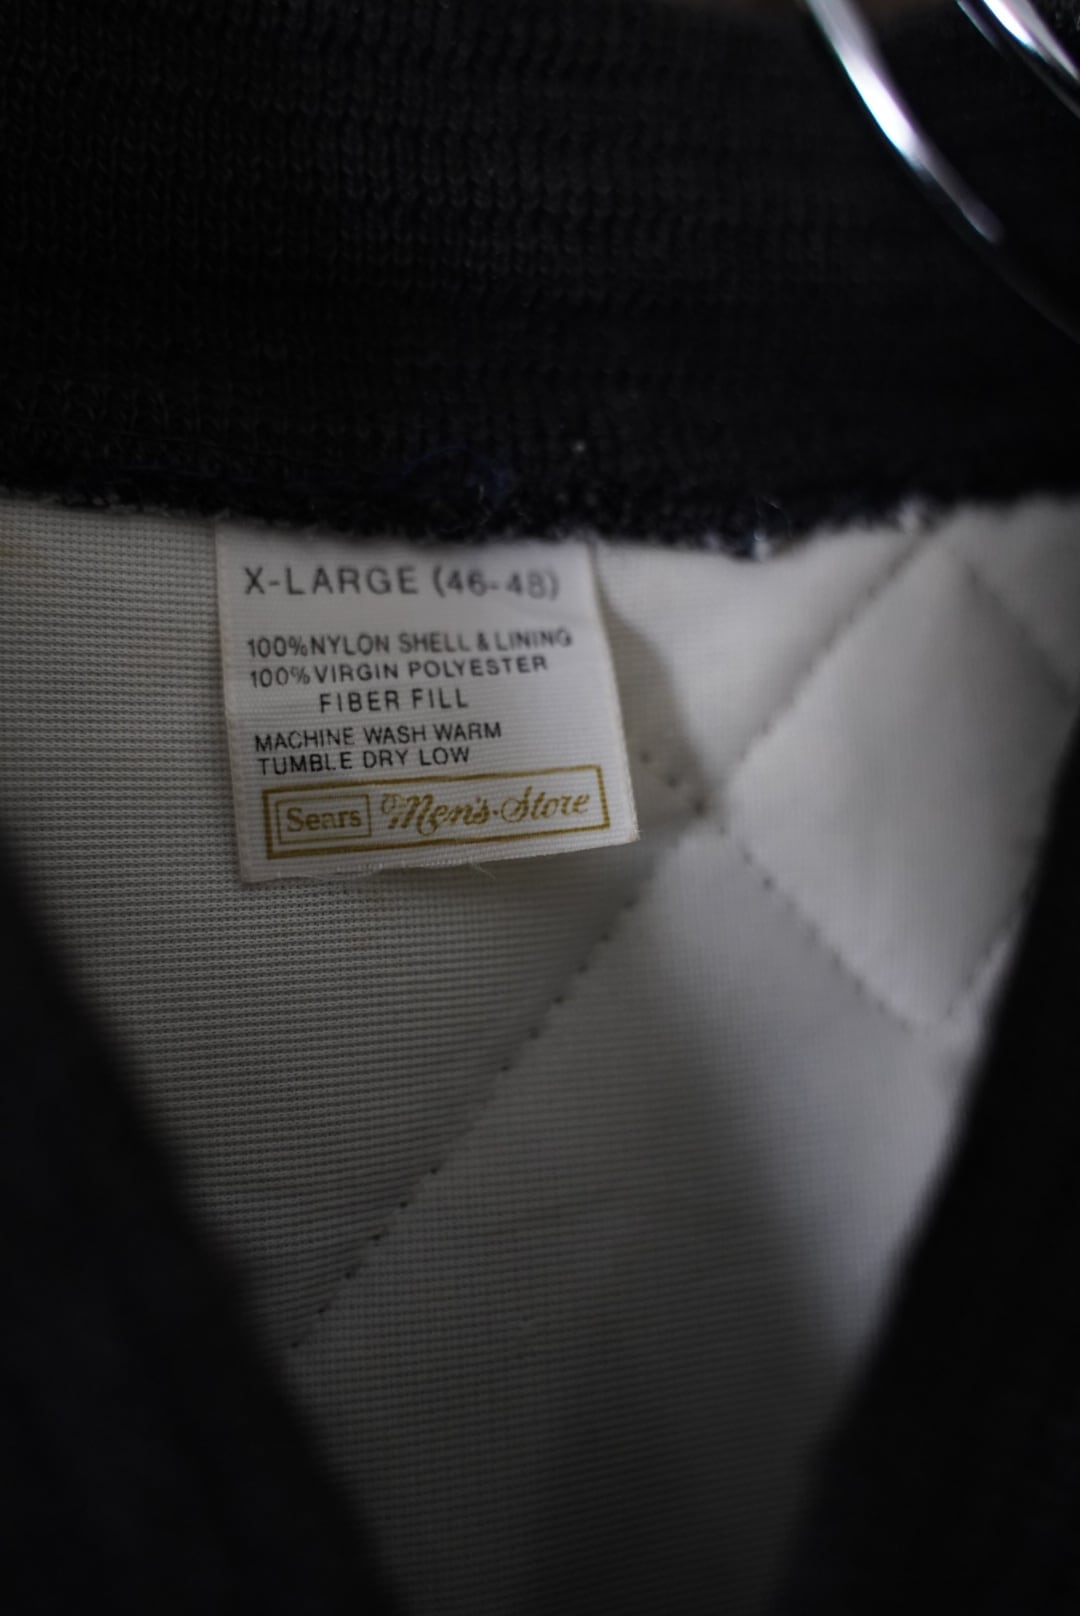 X-LARGE (46-48)
100% NYLON SHELL & LINING
100% VIRGIN POLYESTER
FIBER FILL
MACHINE WASH WARM
TUMBLE DRY LOW
Sears Men's Store